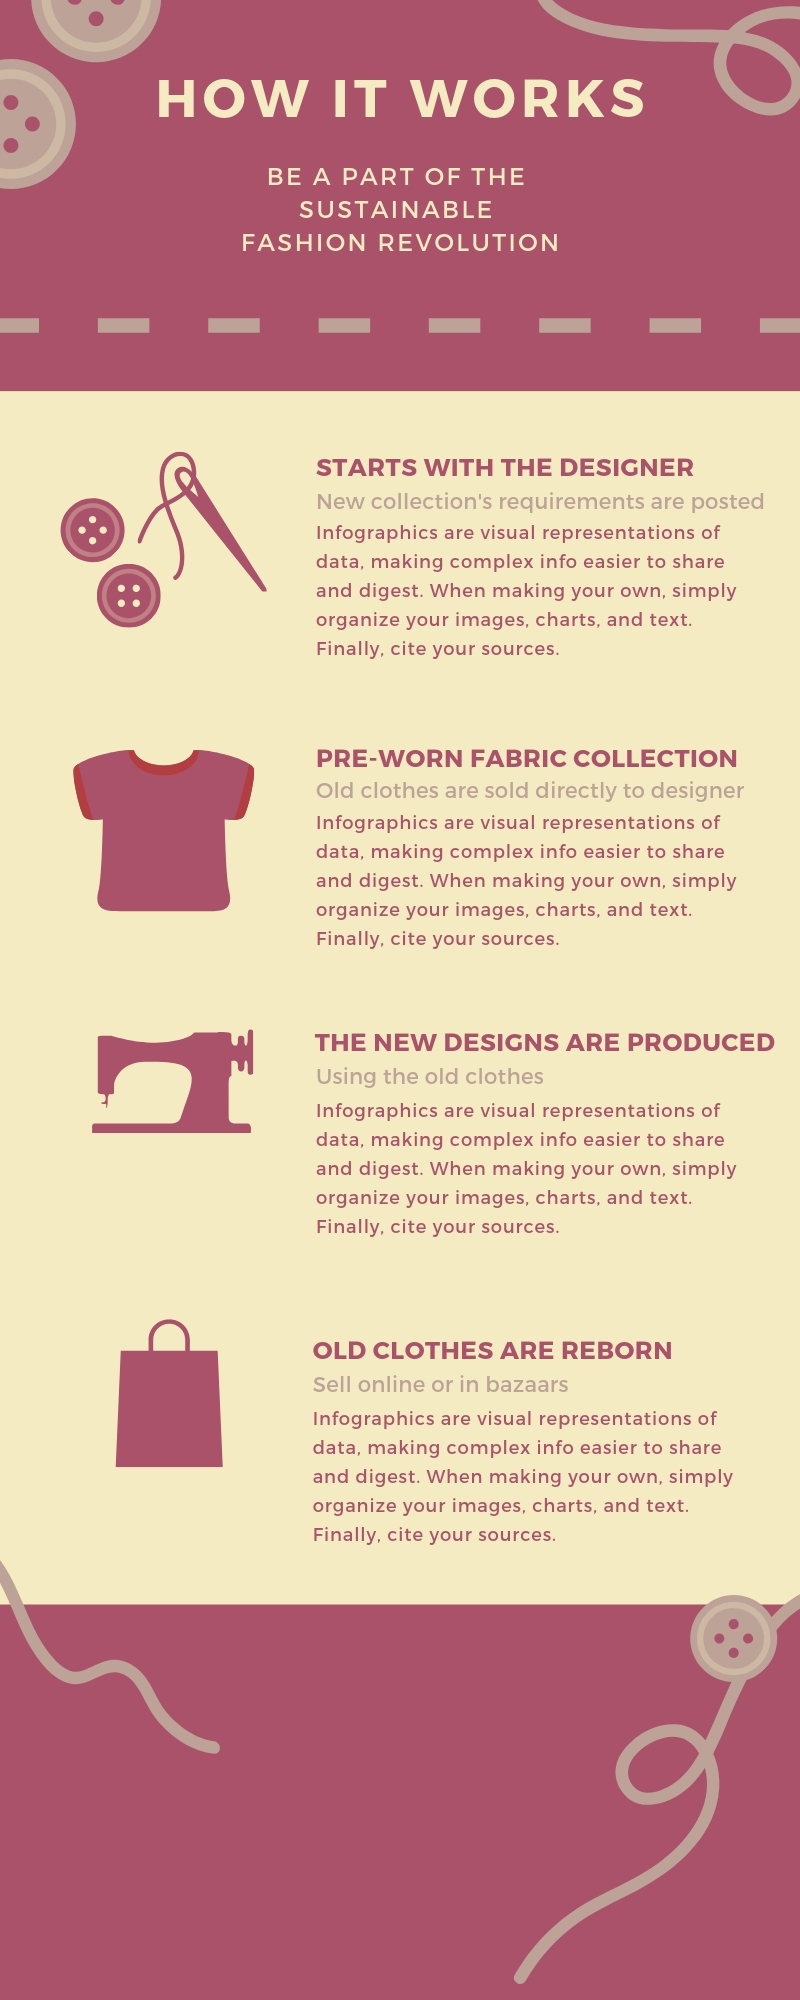 HOW IT WORKS
BE A PART OF THE
SUSTAINABLE
FASHION REVOLUTION
STARTS WITH THE DESIGNER
New collection's requirements are posted
Infographics are visual representations of
data, making complex info easier to share
and digest. When making your own, simply
organize your images, charts, and text.
Finally, cite your sources.
PRE-WORN FABRIC COLLECTION
Old clothes are sold directly to designer
Infographics are visual representations of
data, making complex info easier to share
and digest. When making your own, simply
organize your images, charts, and text.
Finally, cite your sources.
THE NEW DESIGNS ARE PRODUCED
Using the old clothes
Infographics are visual representations of
data, making complex info easier to share
and digest. When making your own, simply
organize your images, charts, and text.
Finally, cite your sources.
OLD CLOTHES ARE REBORN
Sell online or in bazaars
Infographics are visual representations of
data, making complex info easier to share
and digest. When making your own, simply
organize your images, charts, and text.
Finally, cite your sources.